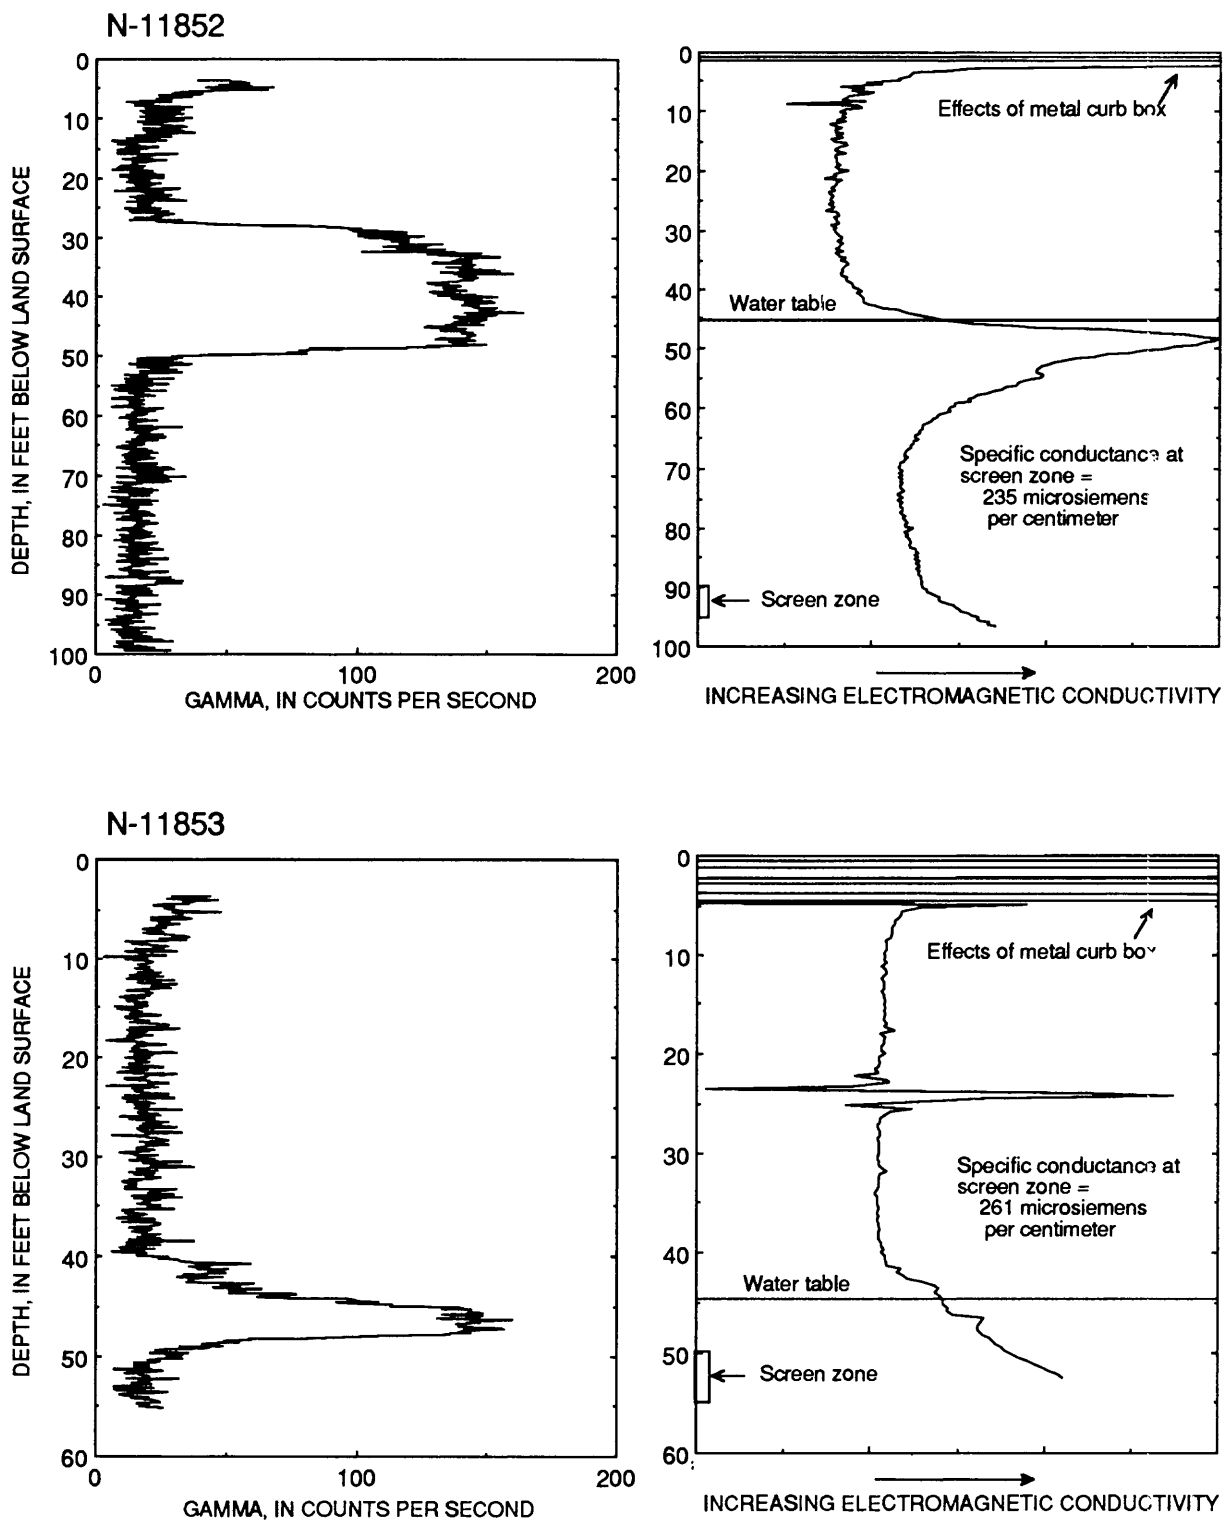 N-11852
0
10
20
30
40
50
60
70
80
90
100
DEPTH, IN FEET BELOW LAND SURFACE
0
100
200
GAMMA, IN COUNTS PER SECOND
0
10
20
30
40
50
60
70
80
90
100
Effects of metal curb box
Water table
Specific conductance at
screen zone =
235 microsiemens
per centimeter
Screen zone
INCREASING ELECTROMAGNETIC CONDUCTIVITY
N-11853
0
10
20
30
40
50
60
DEPTH, IN FEET BELOW LAND SURFACE
0
100
200
GAMMA, IN COUNTS PER SECOND
0
10
20
30
40
50
60
Effects of metal curb box
Specific conductance at
screen zone =
261 microsiemens
per centimeter
Water table
Screen zone
INCREASING ELECTROMAGNETIC CONDUCTIVITY